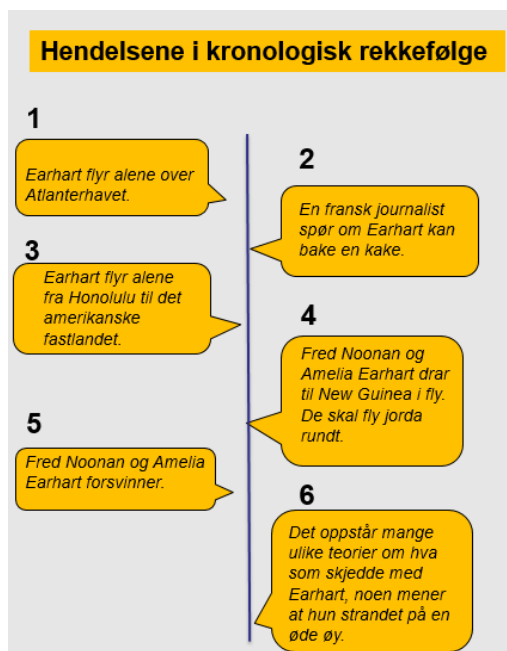 Hendelsene i kronologisk rekkefølge
1
Earhart flyr alene over
Atlanterhavet.
2
En fransk journalist
spør om Earhart kan
bake en kake.
3
Earhart flyr alene
fra Honolulu til det
amerikanske
fastlandet.
4
Fred Noonan og
Amelia Earhart drar
til New Guinea i fly.
De skal fly jorda
rundt.
5
Fred Noonan og Amelia
Earhart forsvinner.
6
Det oppstår mange
ulike teorier om hva
som skjedde med
Earhart, noen mener
at hun strandet på en
øde øy.